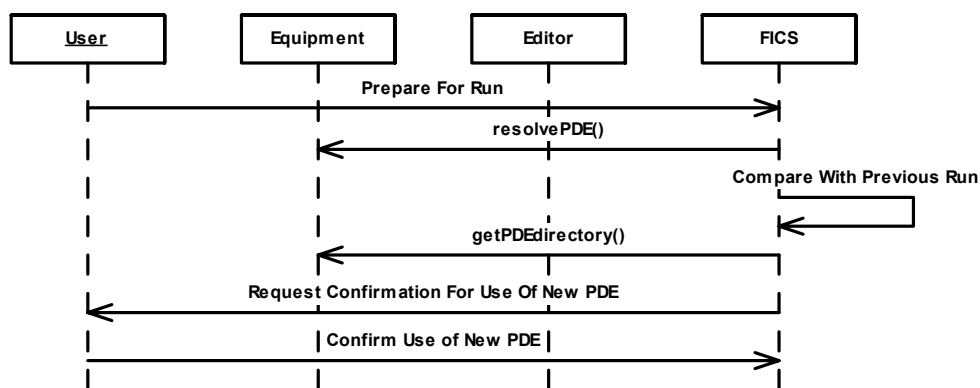 User
Equipment
Editor
FICS
Prepare For Run
resolvePDE()
Compare With Previous Run
getPDEdirectory()
Request Confirmation For Use Of New PDE
Confirm Use of New PDE